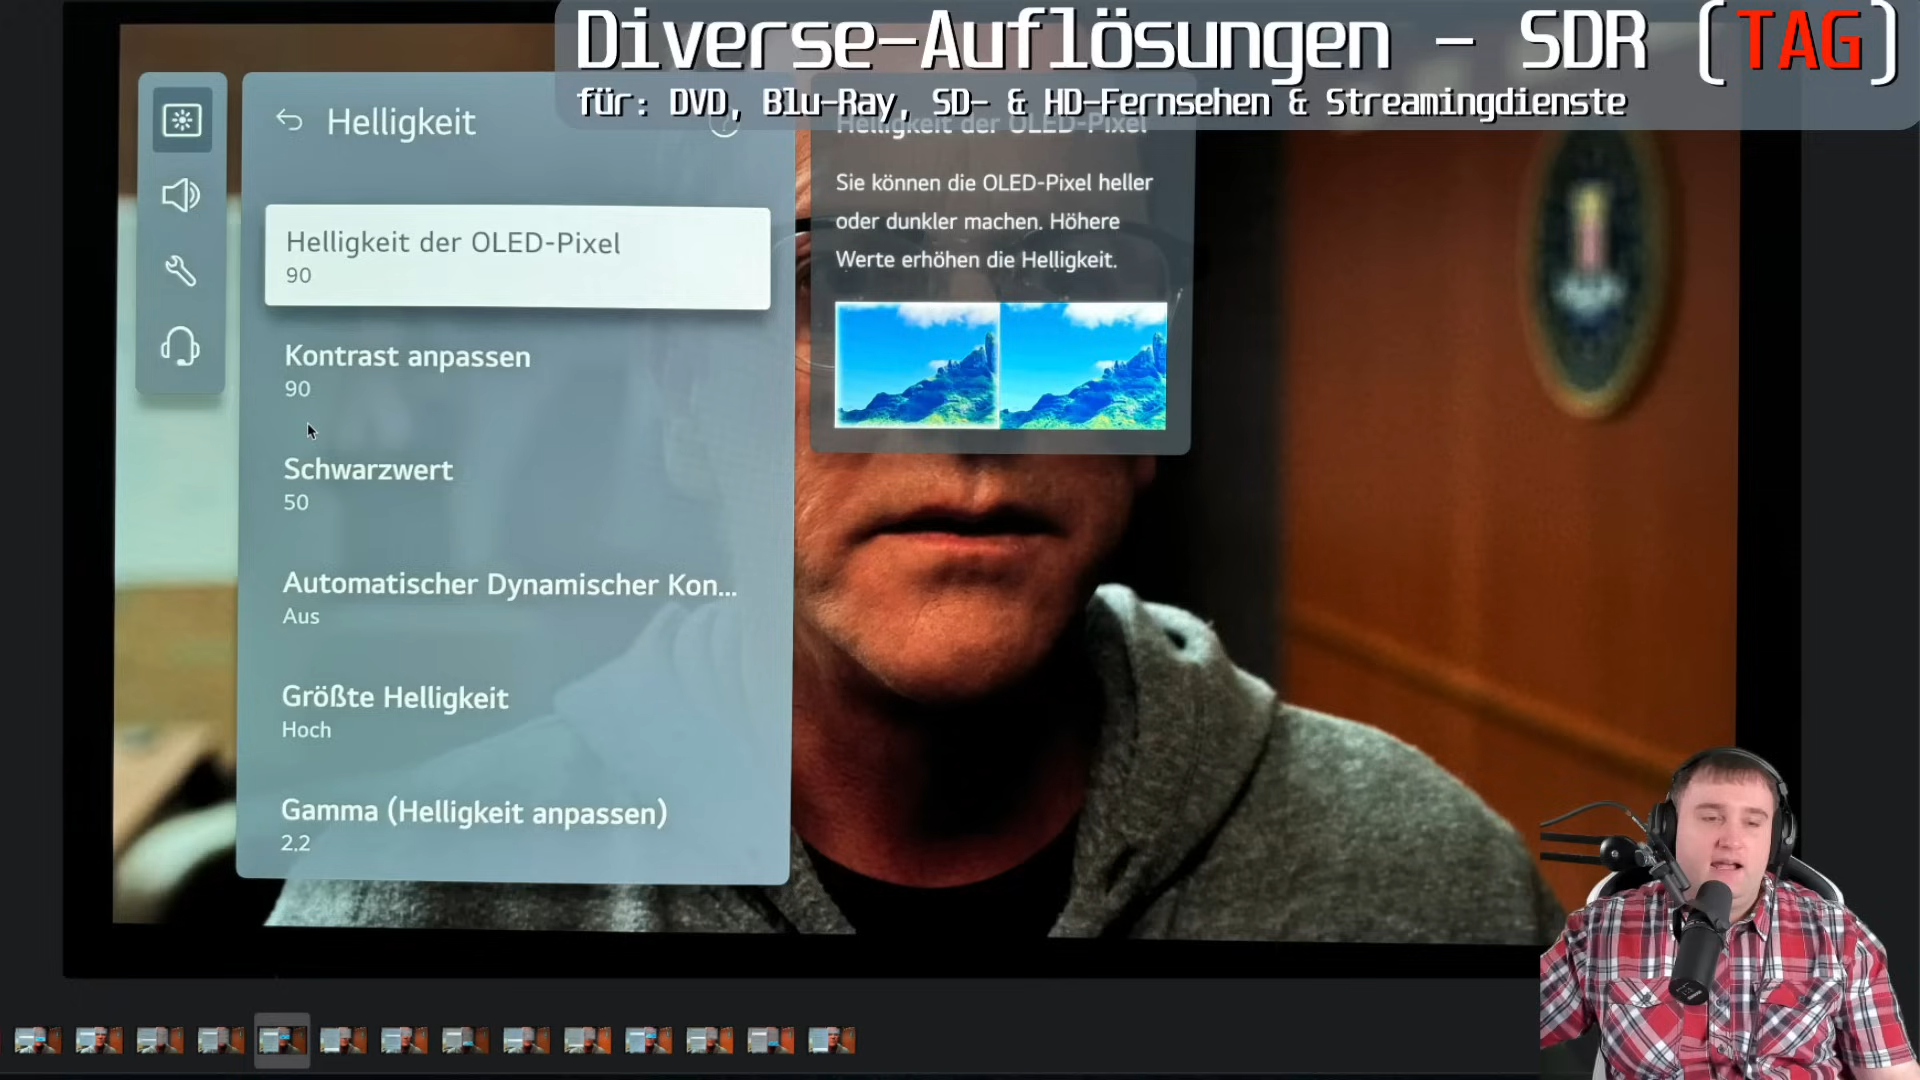 Diverse-Auflösungen - SDR (TAG)
für: DVD, Blu-Ray, SD- & HD-Fernsehen & Streamingdienste
Helligkeit
Helligkeit der OLED-Pixel
90
Kontrast anpassen
90
Schwarzwert
50
Automatischer Dynamischer Kon...
Aus
Größte Helligkeit
Hoch
Gamma (Helligkeit anpassen)
2.2
Helligkeit der OLED-Pixel
Sie können die OLED-Pixel heller
oder dunkler machen. Höhere
Werte erhöhen die Helligkeit.